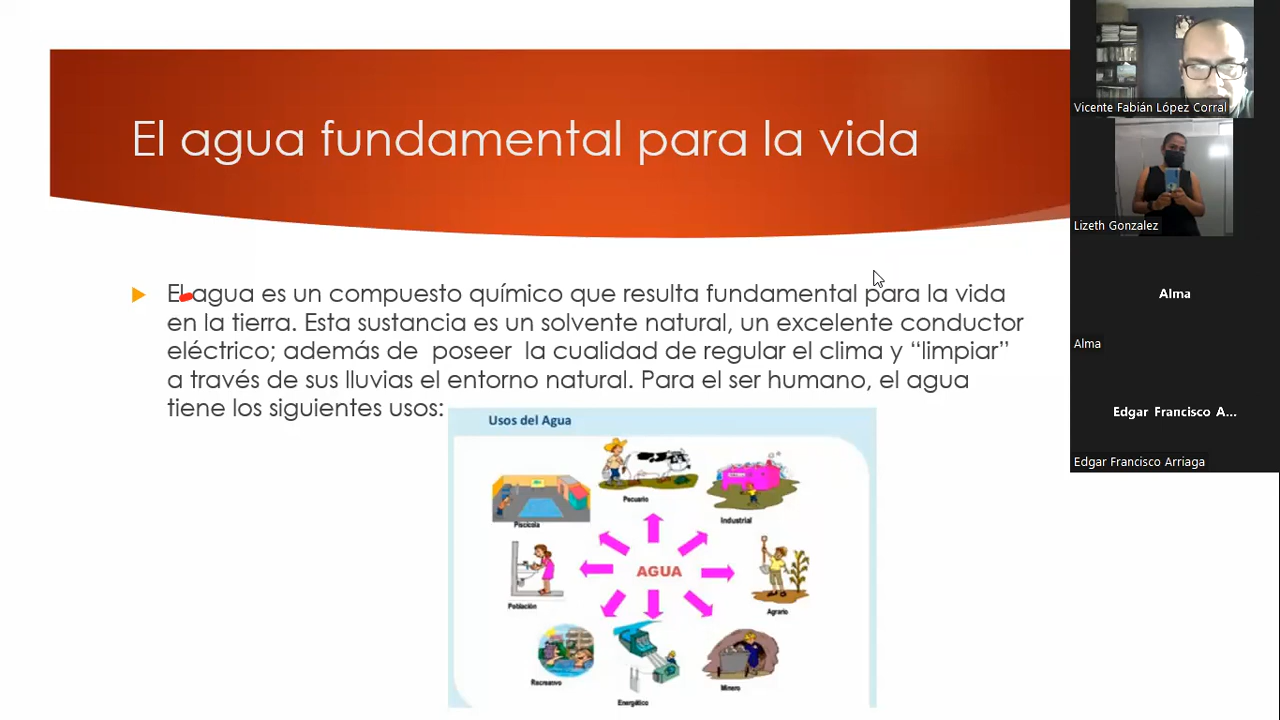 El agua fundamental para la vida
El agua es un compuesto químico que resulta fundamental para la vida
en la tierra. Esta sustancia es un solvente natural, un excelente conductor
eléctrico; además de poseer la cualidad de regular el clima y “limpiar”
a través de sus lluvias el entorno natural. Para el ser humano, el agua
tiene los siguientes usos:
Usos del Agua
Pecuario
Piscícola
Industrial
AGUA
Población
Agrario
Recreativo
Minero
Energético
Vicente Fabián López Corral
Lizeth Gonzalez
Alma
Alma
Edgar Francisco A...
Edgar Francisco Arriaga